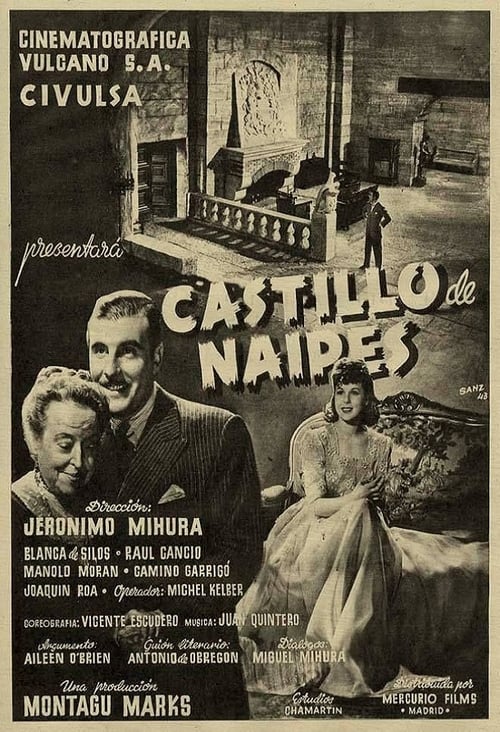 CINEMATOGRAFICA
VULCANO S.A.
CIVULSA
presentará
CASTILLO de
NAIPES
SANZ
43
Dirección:
JERONIMO MIHURA
BLANCA de SILOS • RAUL CANCIO
MANOLO MORAN • CAMINO GARRIGÓ
JOAQUIN ROA • Operador: MICHEL KELBER
COREOGRAFIA: VICENTE ESCUDERO MUSICA: JUAN QUINTERO
Argumento: Guión literario: Dialogos:
AILEEN O'BRIEN ANTONIO de OBREGON MIGUEL MIHURA
Una producción
MONTAGU MARKS
Estudios
CHAMARTIN
Distribuida por
MERCURIO FILMS
• MADRID •